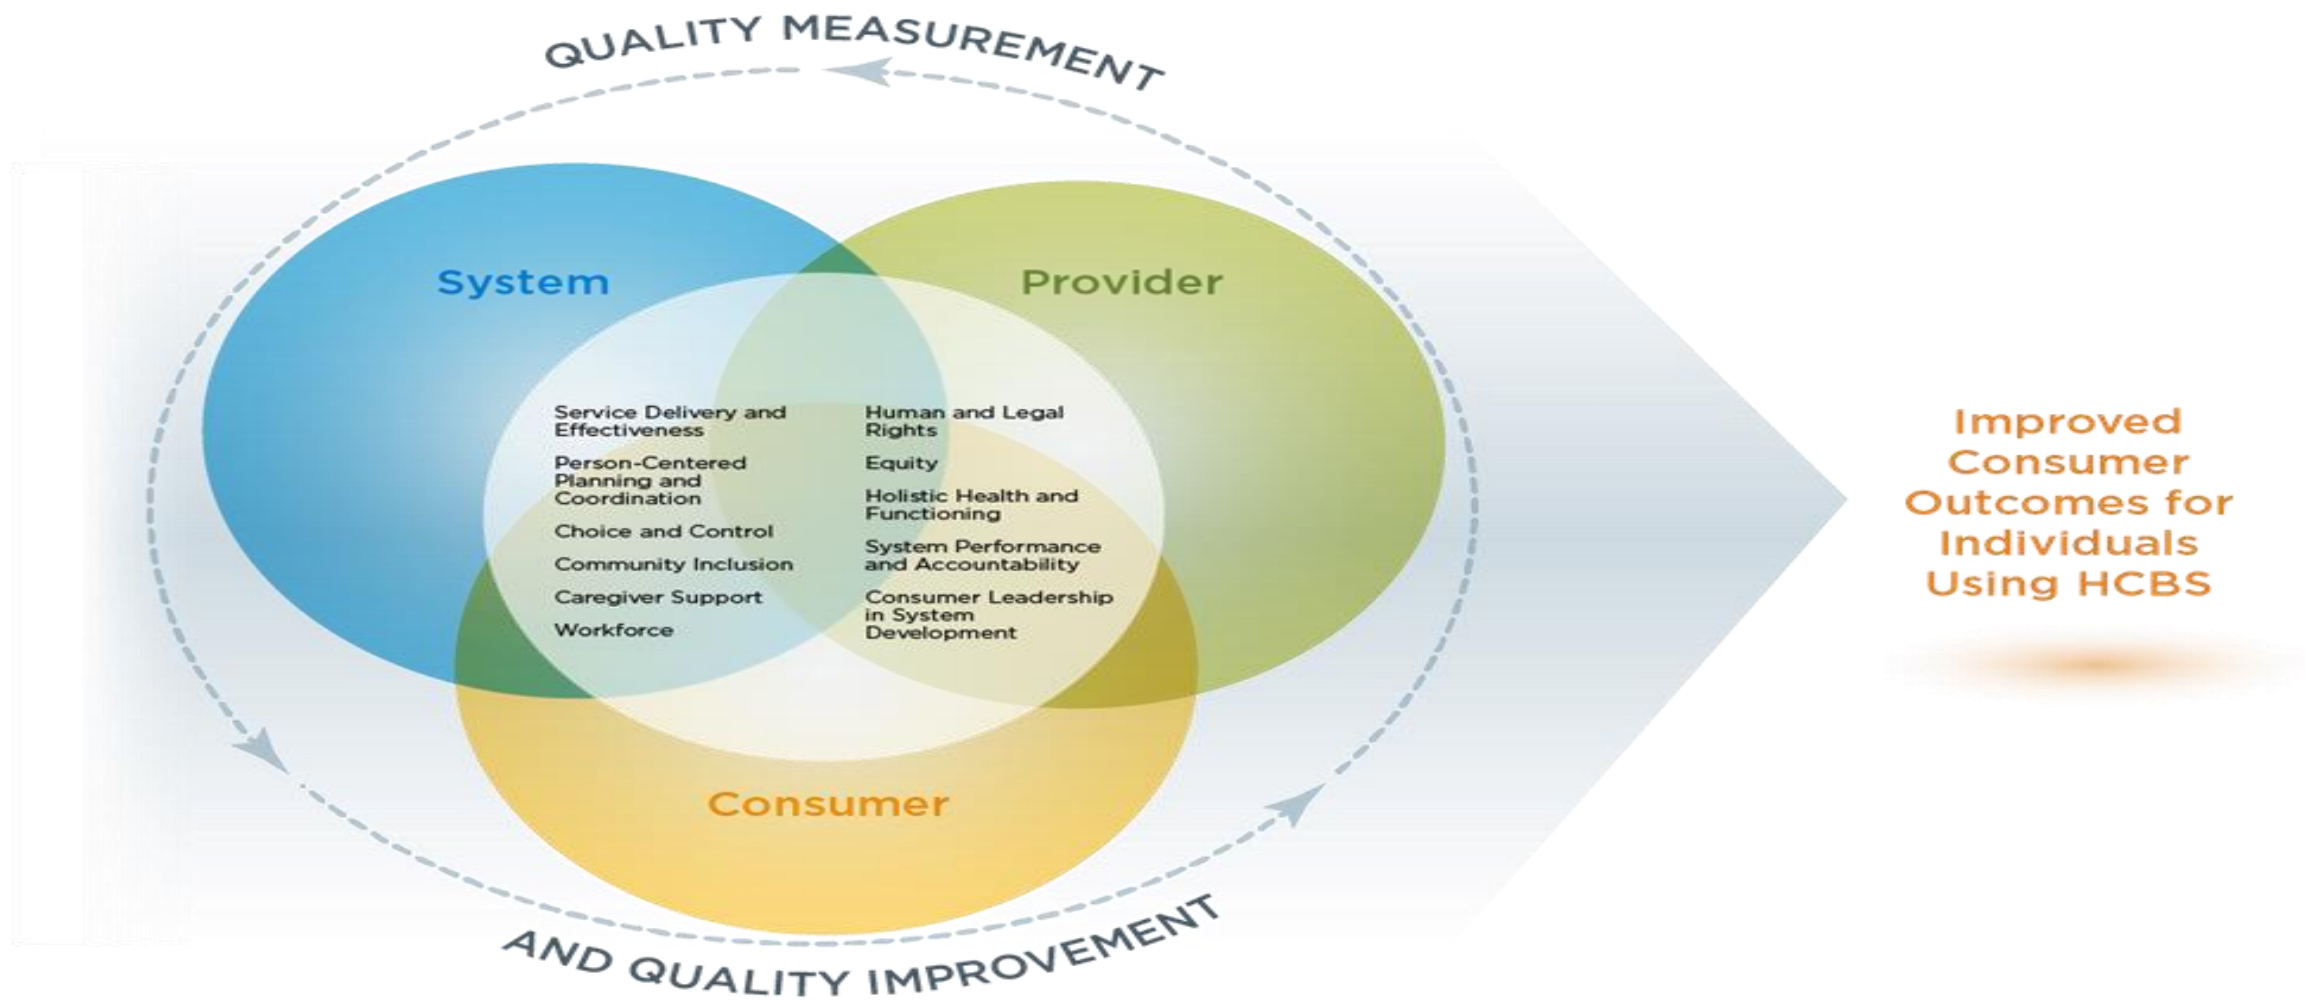 QUALITY MEASUREMENT
System
Provider
Service Delivery and
Effectiveness
Person-Centered
Planning and
Coordination
Choice and Control
Community Inclusion
Caregiver Support
Workforce
Human and Legal
Rights
Equity
Holistic Health and
Functioning
System Performance
and Accountability
Consumer Leadership
in System
Development
Consumer
AND QUALITY IMPROVEMENT
Improved
Consumer
Outcomes for
Individuals
Using HCBS